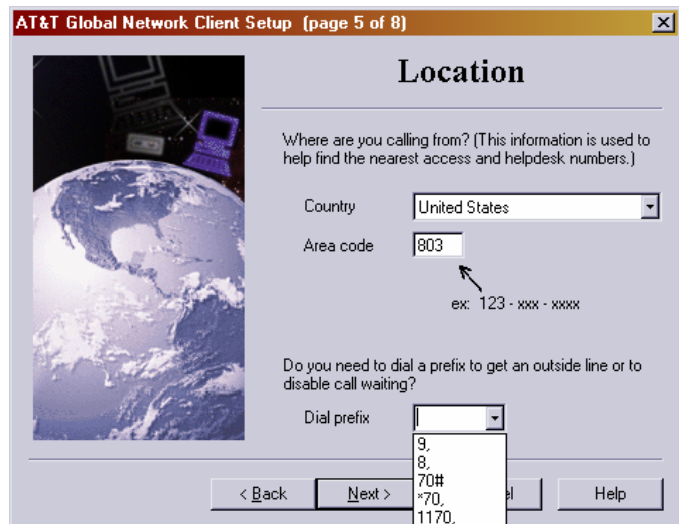 AT&T Global Network Client Setup (page 5 of 8)
Location
Where are you calling from? (This information is used to
help find the nearest access and helpdesk numbers.)
Country United States
Area code 803
ex: 123 - xxx - xxxx
Do you need to dial a prefix to get an outside line or to
disable call waiting?
Dial prefix
9,
8,
70#
*70,
1170,
< Back Next > Help